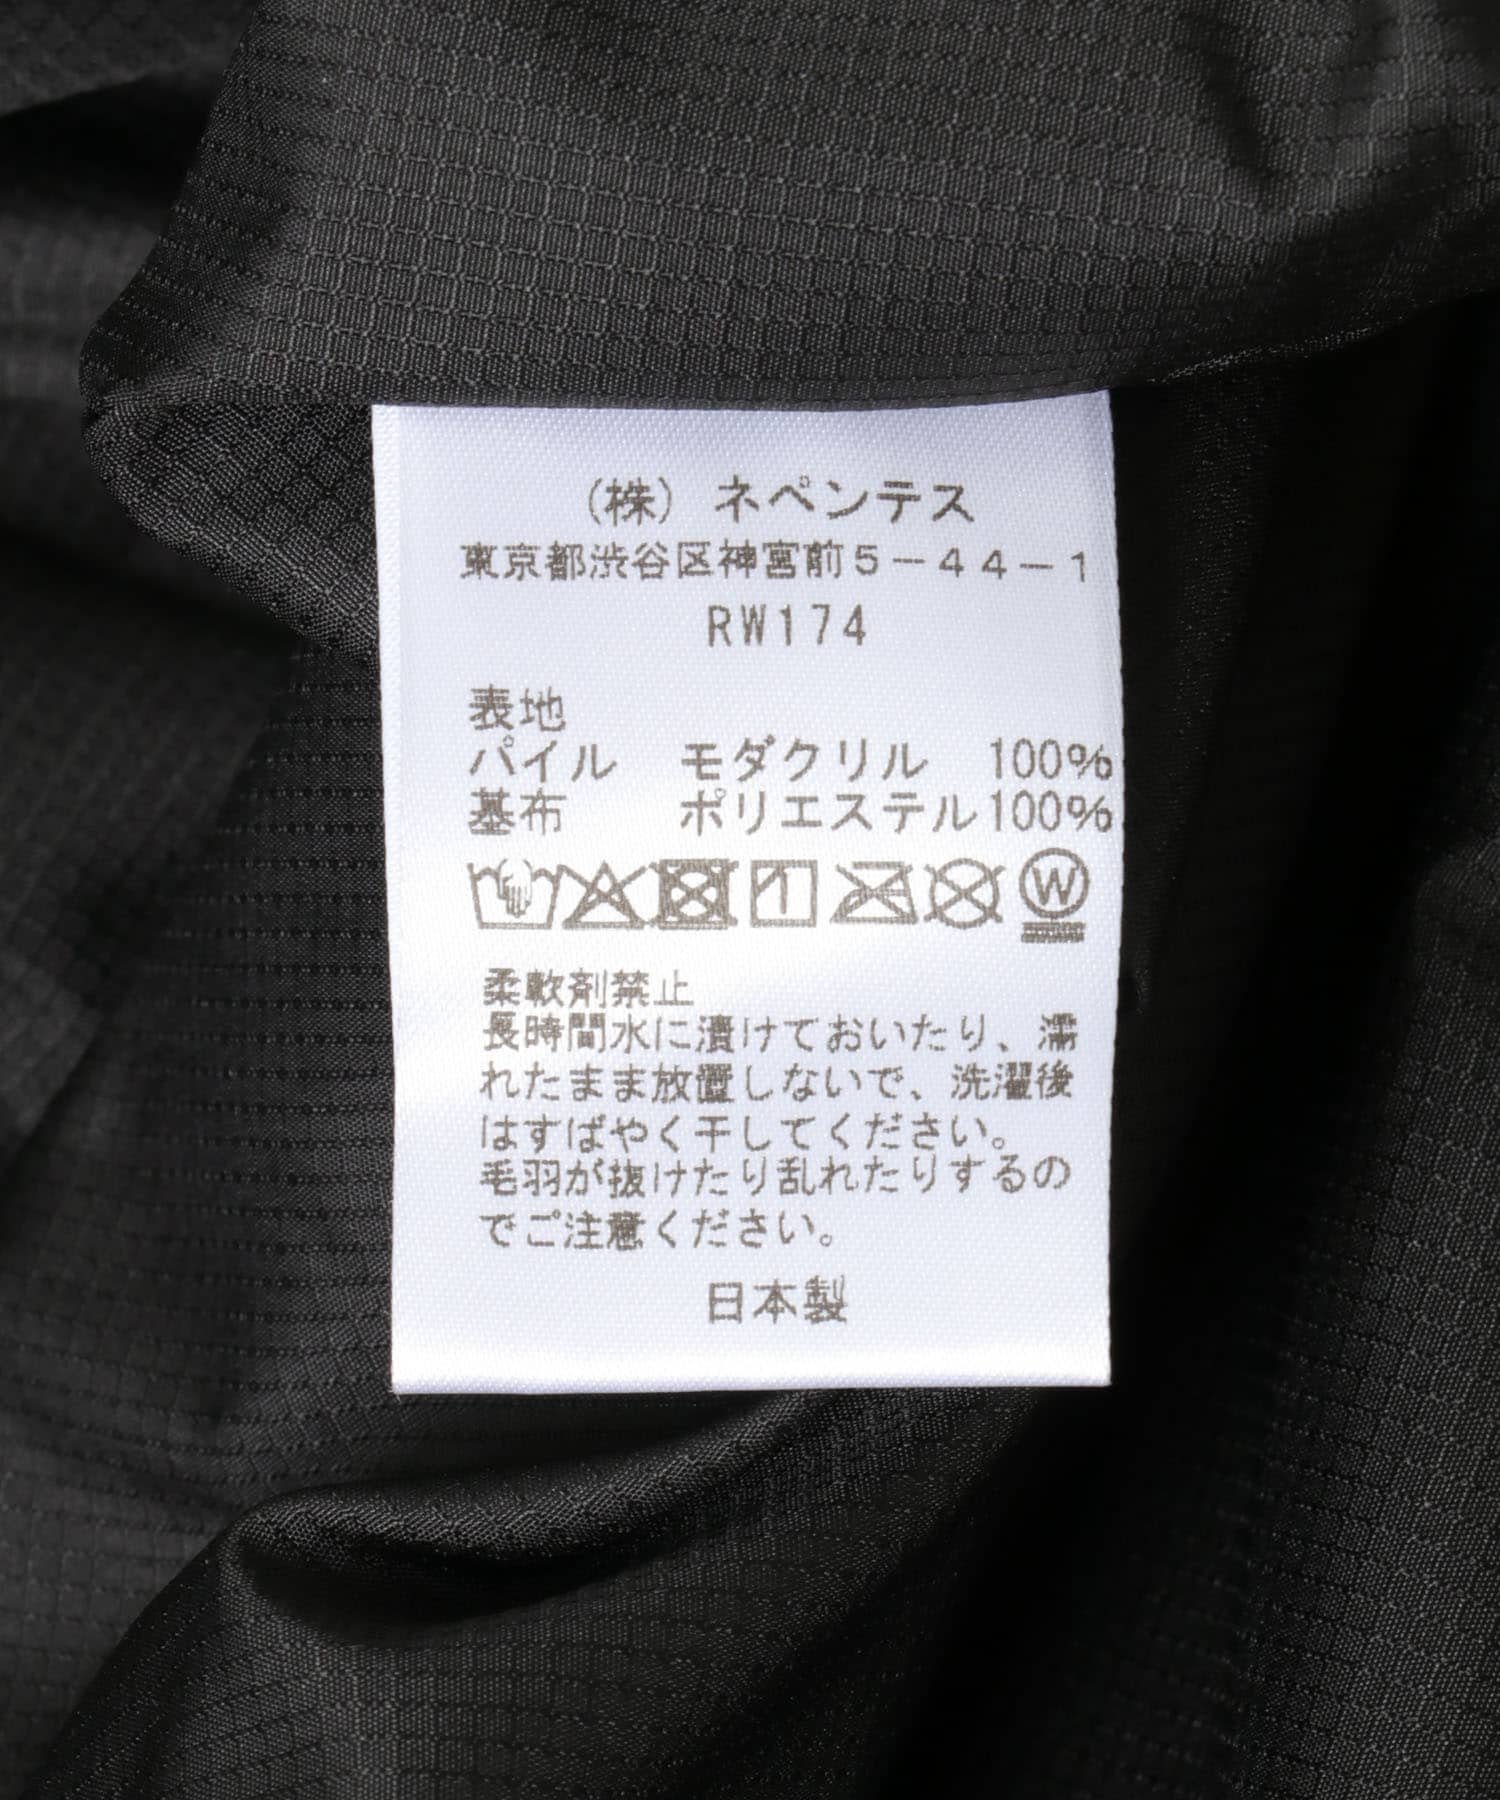 (株) ネペンテス
東京都渋谷区神宮前5-44-1
RW174
表地
パイル モダクリル 100%
基布 ポリエステル100%
W
柔軟剤禁止
長時間水に漬けておいたり、濡
れたまま放置しないで、洗濯後
はすばやく干してください。
毛羽が抜けたり乱れたりするの
でご注意ください。
日本製